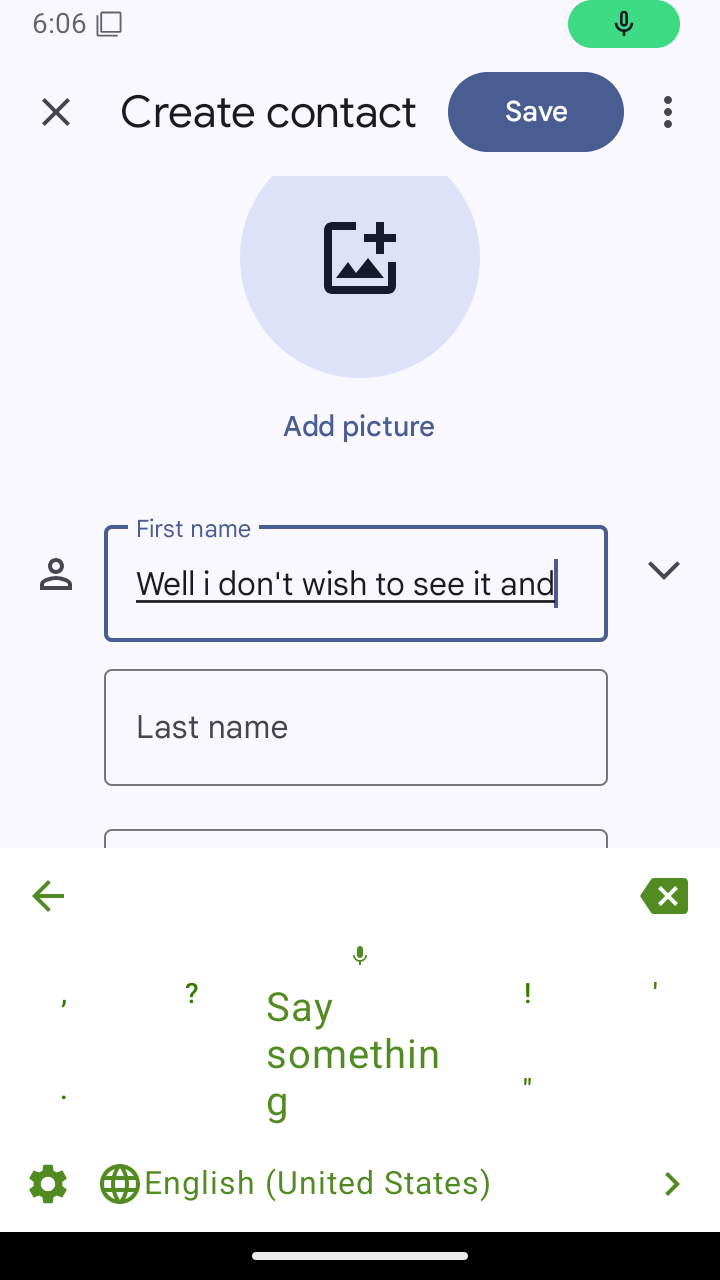 6:06
Create contact
Save
Add picture
First name
Well i don't wish to see it and
Last name
, ? ! '
Say
somethin
g
. "
English (United States)